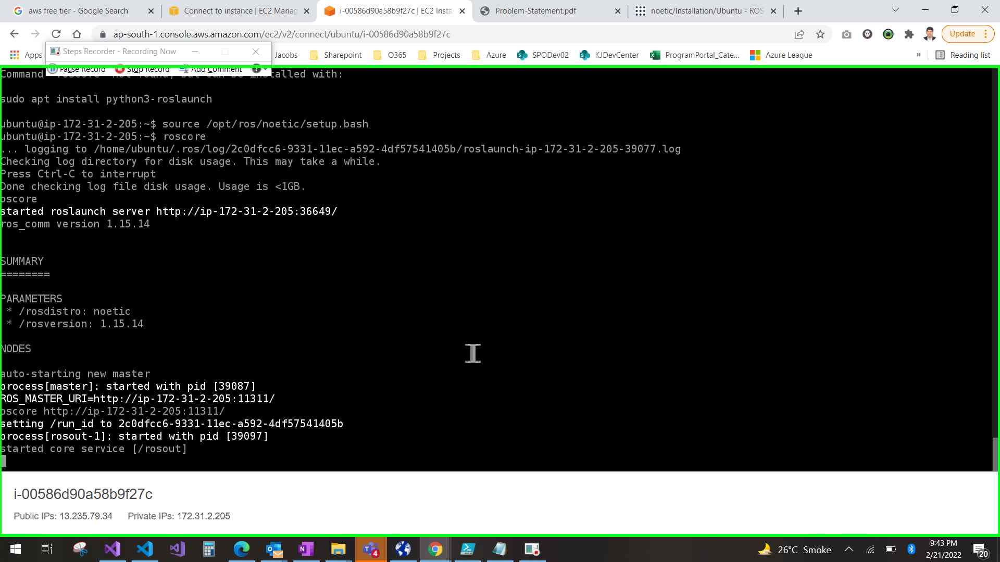 aws free tier - Google Search
Connect to instance | EC2 Manag
i-00586d90a58b9f27c | EC2 Insta
Problem-Statement.pdf
noetic/Installation/Ubuntu - ROS
ap-south-1.console.aws.amazon.com/ec2/v2/connect/ubuntu/i-00586d90a58b9f27c
Update
Apps
Steps Recorder - Recording Now
Jacobs
Sharepoint
O365
Projects
Azure
SPODev02
KJDevCenter
ProgramPortal_Cate...
Azure League
»
Reading list
Pause Record
Stop Record
Add Comment
Command not found, but can be installed with:
sudo apt install python3-roslaunch
ubuntu@ip-172-31-2-205:~$ source /opt/ros/noetic/setup.bash
ubuntu@ip-172-31-2-205:~$ roscore
... logging to /home/ubuntu/.ros/log/2c0dfcc6-9331-11ec-a592-4df57541405b/roslaunch-ip-172-31-2-205-39077.log
Checking log directory for disk usage. This may take a while.
Press Ctrl-C to interrupt
Done checking log file disk usage. Usage is <1GB.
oscore
started roslaunch server http://ip-172-31-2-205:36649/
ros_comm version 1.15.14
SUMMARY
========
PARAMETERS
* /rosdistro: noetic
* /rosversion: 1.15.14
NODES
auto-starting new master
process[master]: started with pid [39087]
ROS_MASTER_URI=http://ip-172-31-2-205:11311/
oscore http://ip-172-31-2-205:11311/
setting /run_id to 2c0dfcc6-9331-11ec-a592-4df57541405b
process[rosout-1]: started with pid [39097]
started core service [/rosout]
i-00586d90a58b9f27c
Public IPs: 13.235.79.34 Private IPs: 172.31.2.205
4
26°C Smoke
9:43 PM
2/21/2022
20